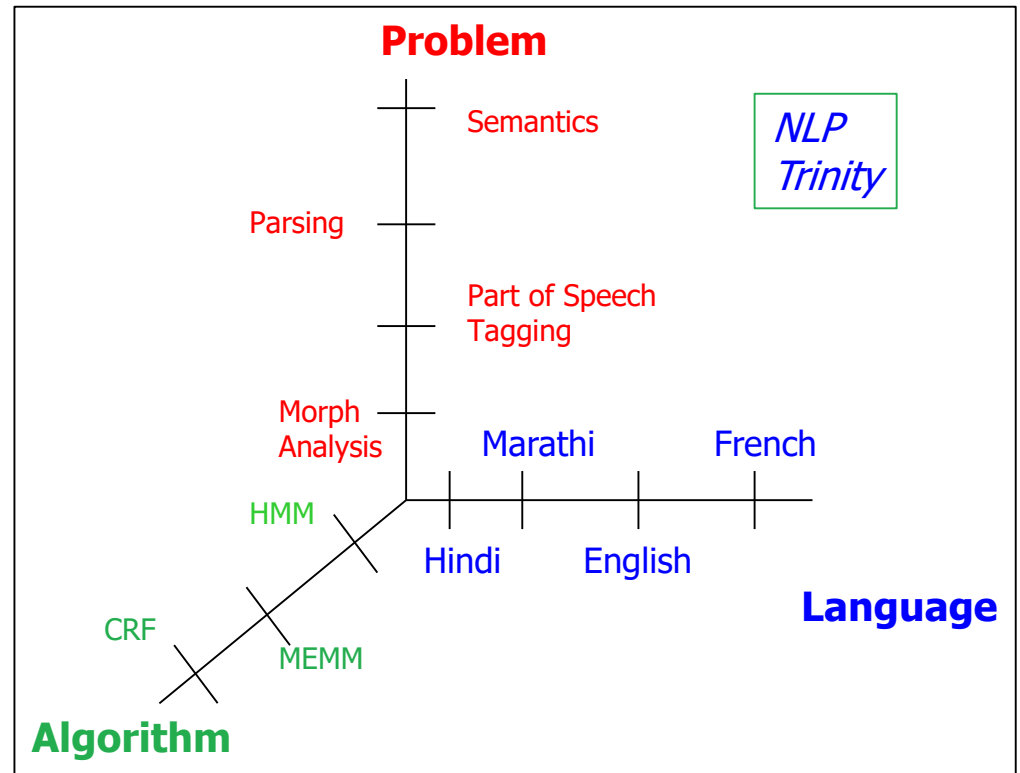 Problem
Semantics
NLP
Trinity
Parsing
Part of Speech
Tagging
Morph
Analysis
Marathi
French
HMM
Hindi
English
Language
CRF
MEMM
Algorithm